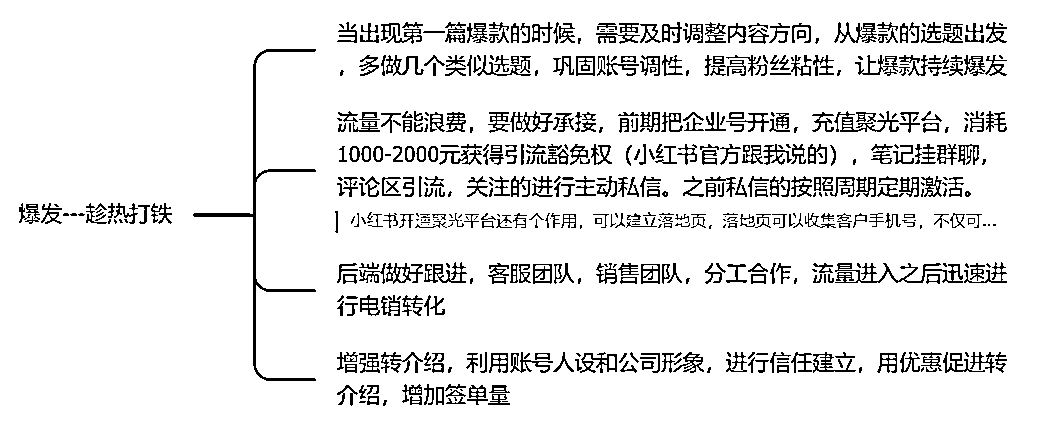 当出现第一篇爆款的时候，需要及时调整内容方向，从爆款的选题出发
，多做几个类似选题，巩固账号调性，提高粉丝粘性，让爆款持续爆发
流量不能浪费，要做好承接，前期把企业号开通，充值聚光平台，消耗
1000-2000元获得引流豁免权（小红书官方跟我说的），笔记挂群聊，
评论区引流，关注的进行主动私信。之前私信的按照周期定期激活。
小红书开通聚光平台还有个作用，可以建立落地页，落地页可以收集客户手机号，不仅可...
爆发---趁热打铁
后端做好跟进，客服团队，销售团队，分工合作，流量进入之后迅速进
行电销转化
增强转介绍，利用账号人设和公司形象，进行信任建立，用优惠促进转
介绍，增加签单量